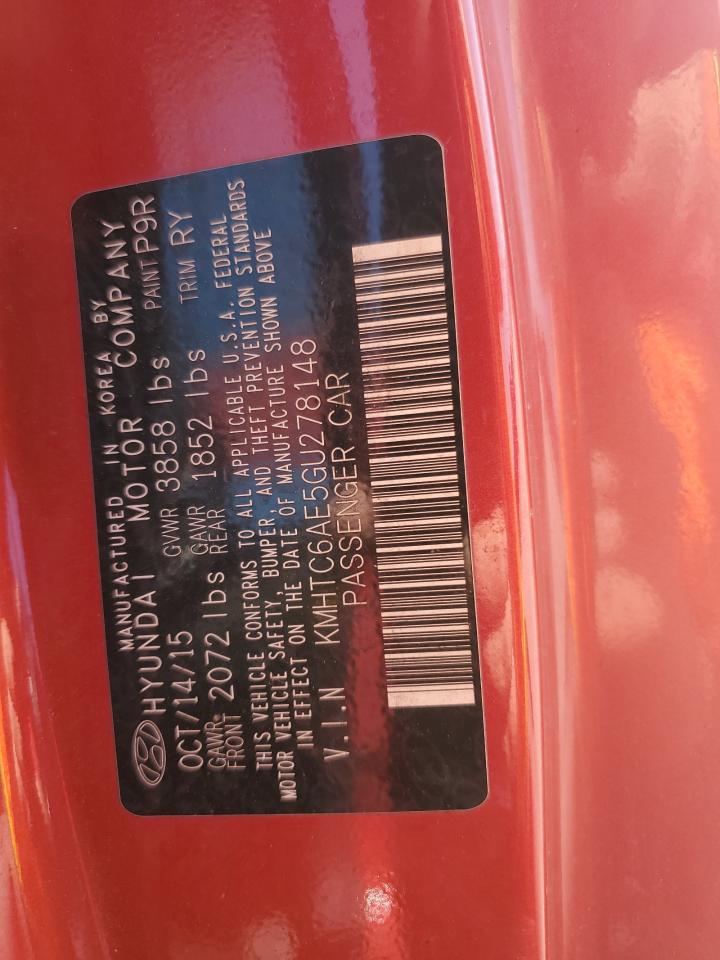 MANUFACTURED IN KOREA BY
HYUNDAI MOTOR COMPANY
OCT/14/15 GVWR 3858 lbs PAINT P9R
GAWR FRONT 2072 lbs GAWR REAR 1852 lbs TRIM RY
THIS VEHICLE CONFORMS TO ALL APPLICABLE U.S.A. FEDERAL
MOTOR VEHICLE SAFETY, BUMPER, AND THEFT PREVENTION STANDARDS
IN EFFECT ON THE DATE OF MANUFACTURE SHOWN ABOVE
V.I.N KMHTC6AE5GU278148
PASSENGER CAR